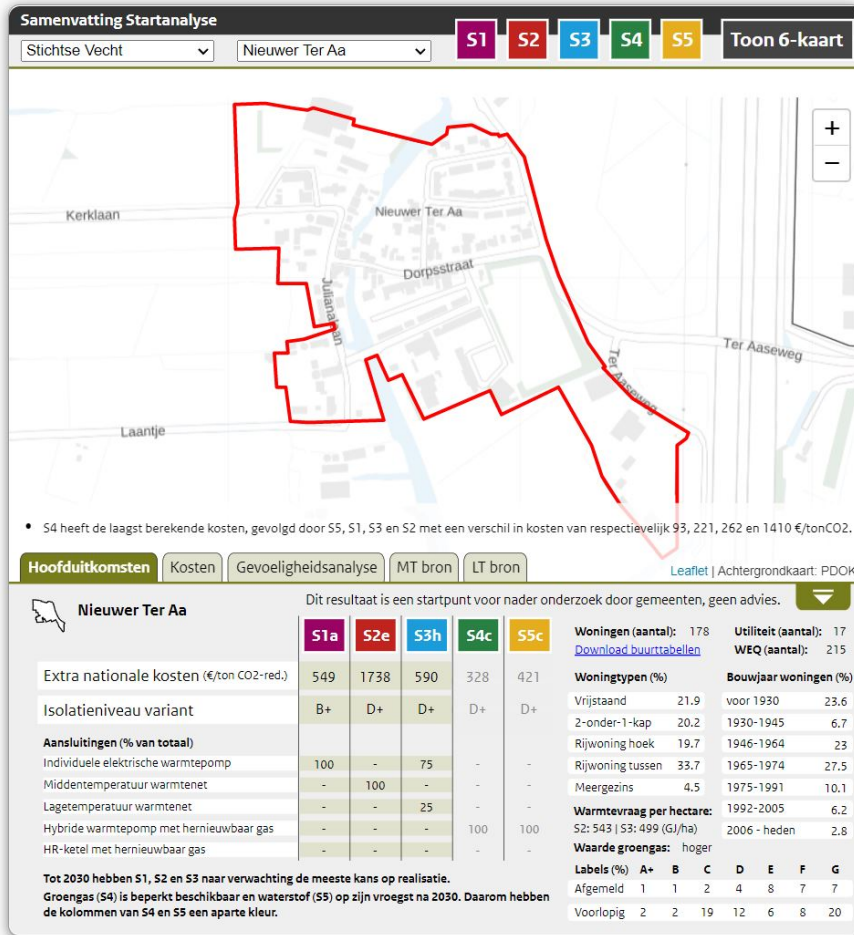 Samenvatting Startanalyse
Stichtse Vecht
Nieuwer Ter Aa
S1 S2 S3 S4 S5
Toon 6-kaart
+
−
Kerklaan
Nieuwer Ter Aa
Dorpsstraat
Julianalaan
Ter Aaseweg
Ter Aaseweg
Laantje
• S4 heeft de laagst berekende kosten, gevolgd door S5, S1, S3 en S2 met een verschil in kosten van respectievelijk 93, 221, 262 en 1410 €/tonCO2.
Hoofduitkomsten Kosten Gevoeligheidsanalyse MT bron LT bron
Leaflet | Achtergrondkaart: PDOK
Nieuwer Ter Aa
Dit resultaat is een startpunt voor nader onderzoek door gemeenten, geen advies.
S1a S2e S3h S4c S5c
Extra nationale kosten (€/ton CO2-red.) 549 1738 590 328 421
Isolatieniveau variant B+ D+ D+ D+ D+
Aansluitingen (% van totaal)
Individuele elektrische warmtepomp 100 - 75 - -
Middentemperatuur warmtenet - 100 - - -
Lagetemperatuur warmtenet - - 25 - -
Hybride warmtepomp met hernieuwbaar gas - - - 100 100
HR-ketel met hernieuwbaar gas - - - - -
Tot 2030 hebben S1, S2 en S3 naar verwachting de meeste kans op realisatie.
Groengas (S4) is beperkt beschikbaar en waterstof (S5) op zijn vroegst na 2030. Daarom hebben
de kolommen van S4 en S5 een aparte kleur.
Woningen (aantal): 178 Utiliteit (aantal): 17
Download buurttabellen WEQ (aantal): 215
Woningtypen (%)
Vrijstaand 21.9
2-onder-1-kap 20.2
Rijwoning hoek 19.7
Rijwoning tussen 33.7
Meergezins 4.5
Warmtevraag per hectare:
S2: 543 | S3: 499 (GJ/ha)
Waarde groengas: hoger
Bouwjaar woningen (%)
voor 1930 23.6
1930-1945 6.7
1946-1964 23
1965-1974 27.5
1975-1991 10.1
1992-2005 6.2
2006 - heden 2.8
Labels (%) A+ B C D E F G
Afgemeld 1 1 2 4 8 7 7
Voorlopig 2 2 19 12 6 8 20